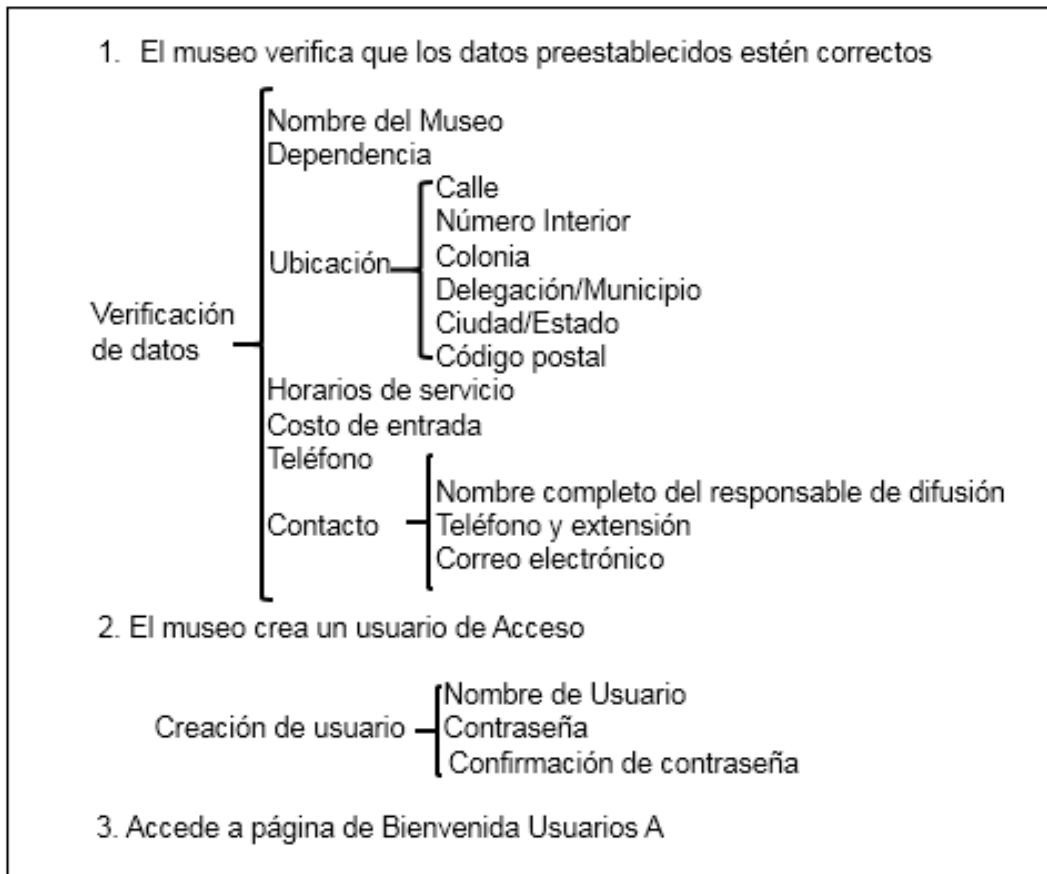 1. El museo verifica que los datos preestablecidos estén correctos
Nombre del Museo
Dependencia
Calle
Número Interior
Ubicación
Colonia
Delegación/Municipio
Ciudad/Estado
Código postal
Verificación
de datos
Horarios de servicio
Costo de entrada
Teléfono
Contacto
Nombre completo del responsable de difusión
Teléfono y extensión
Correo electrónico
2. El museo crea un usuario de Acceso
Creación de usuario
Nombre de Usuario
Contraseña
Confirmación de contraseña
3. Accede a página de Bienvenida Usuarios A